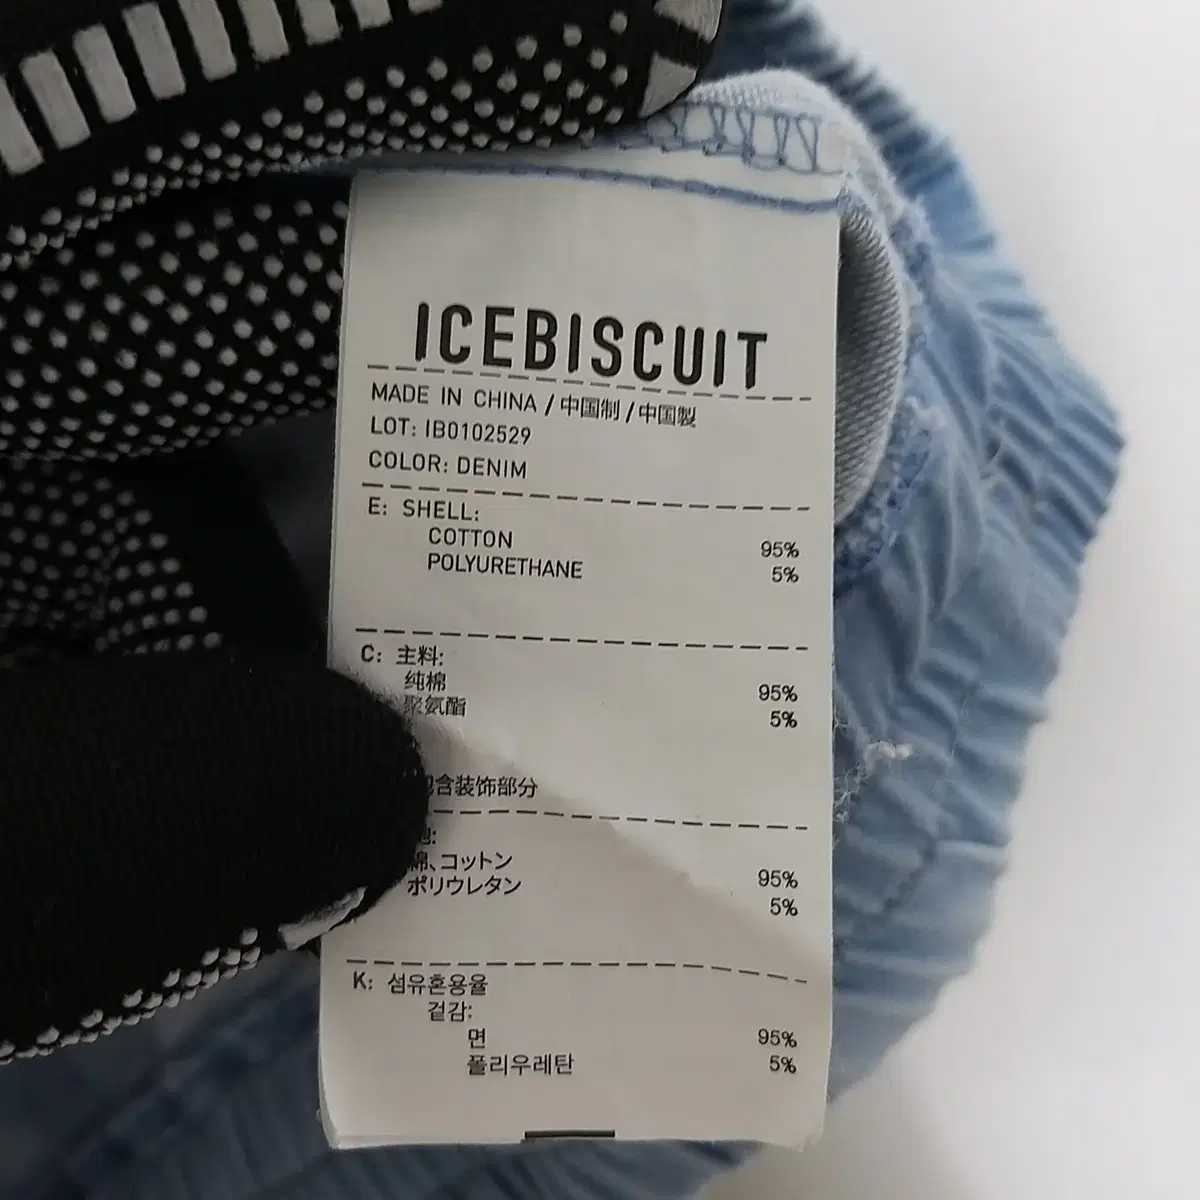 ICEBISCUIT
MADE IN CHINA / 中国制 / 中国製
LOT: IB0102529
COLOR: DENIM
E: SHELL:
COTTON 95%
POLYURETHANE 5%
C: 主料:
纯棉 95%
聚氨酯 5%
含装饰部分
綿、コットン 95%
ポリウレタン 5%
K: 섬유혼용율
겉감:
면 95%
폴리우레탄 5%